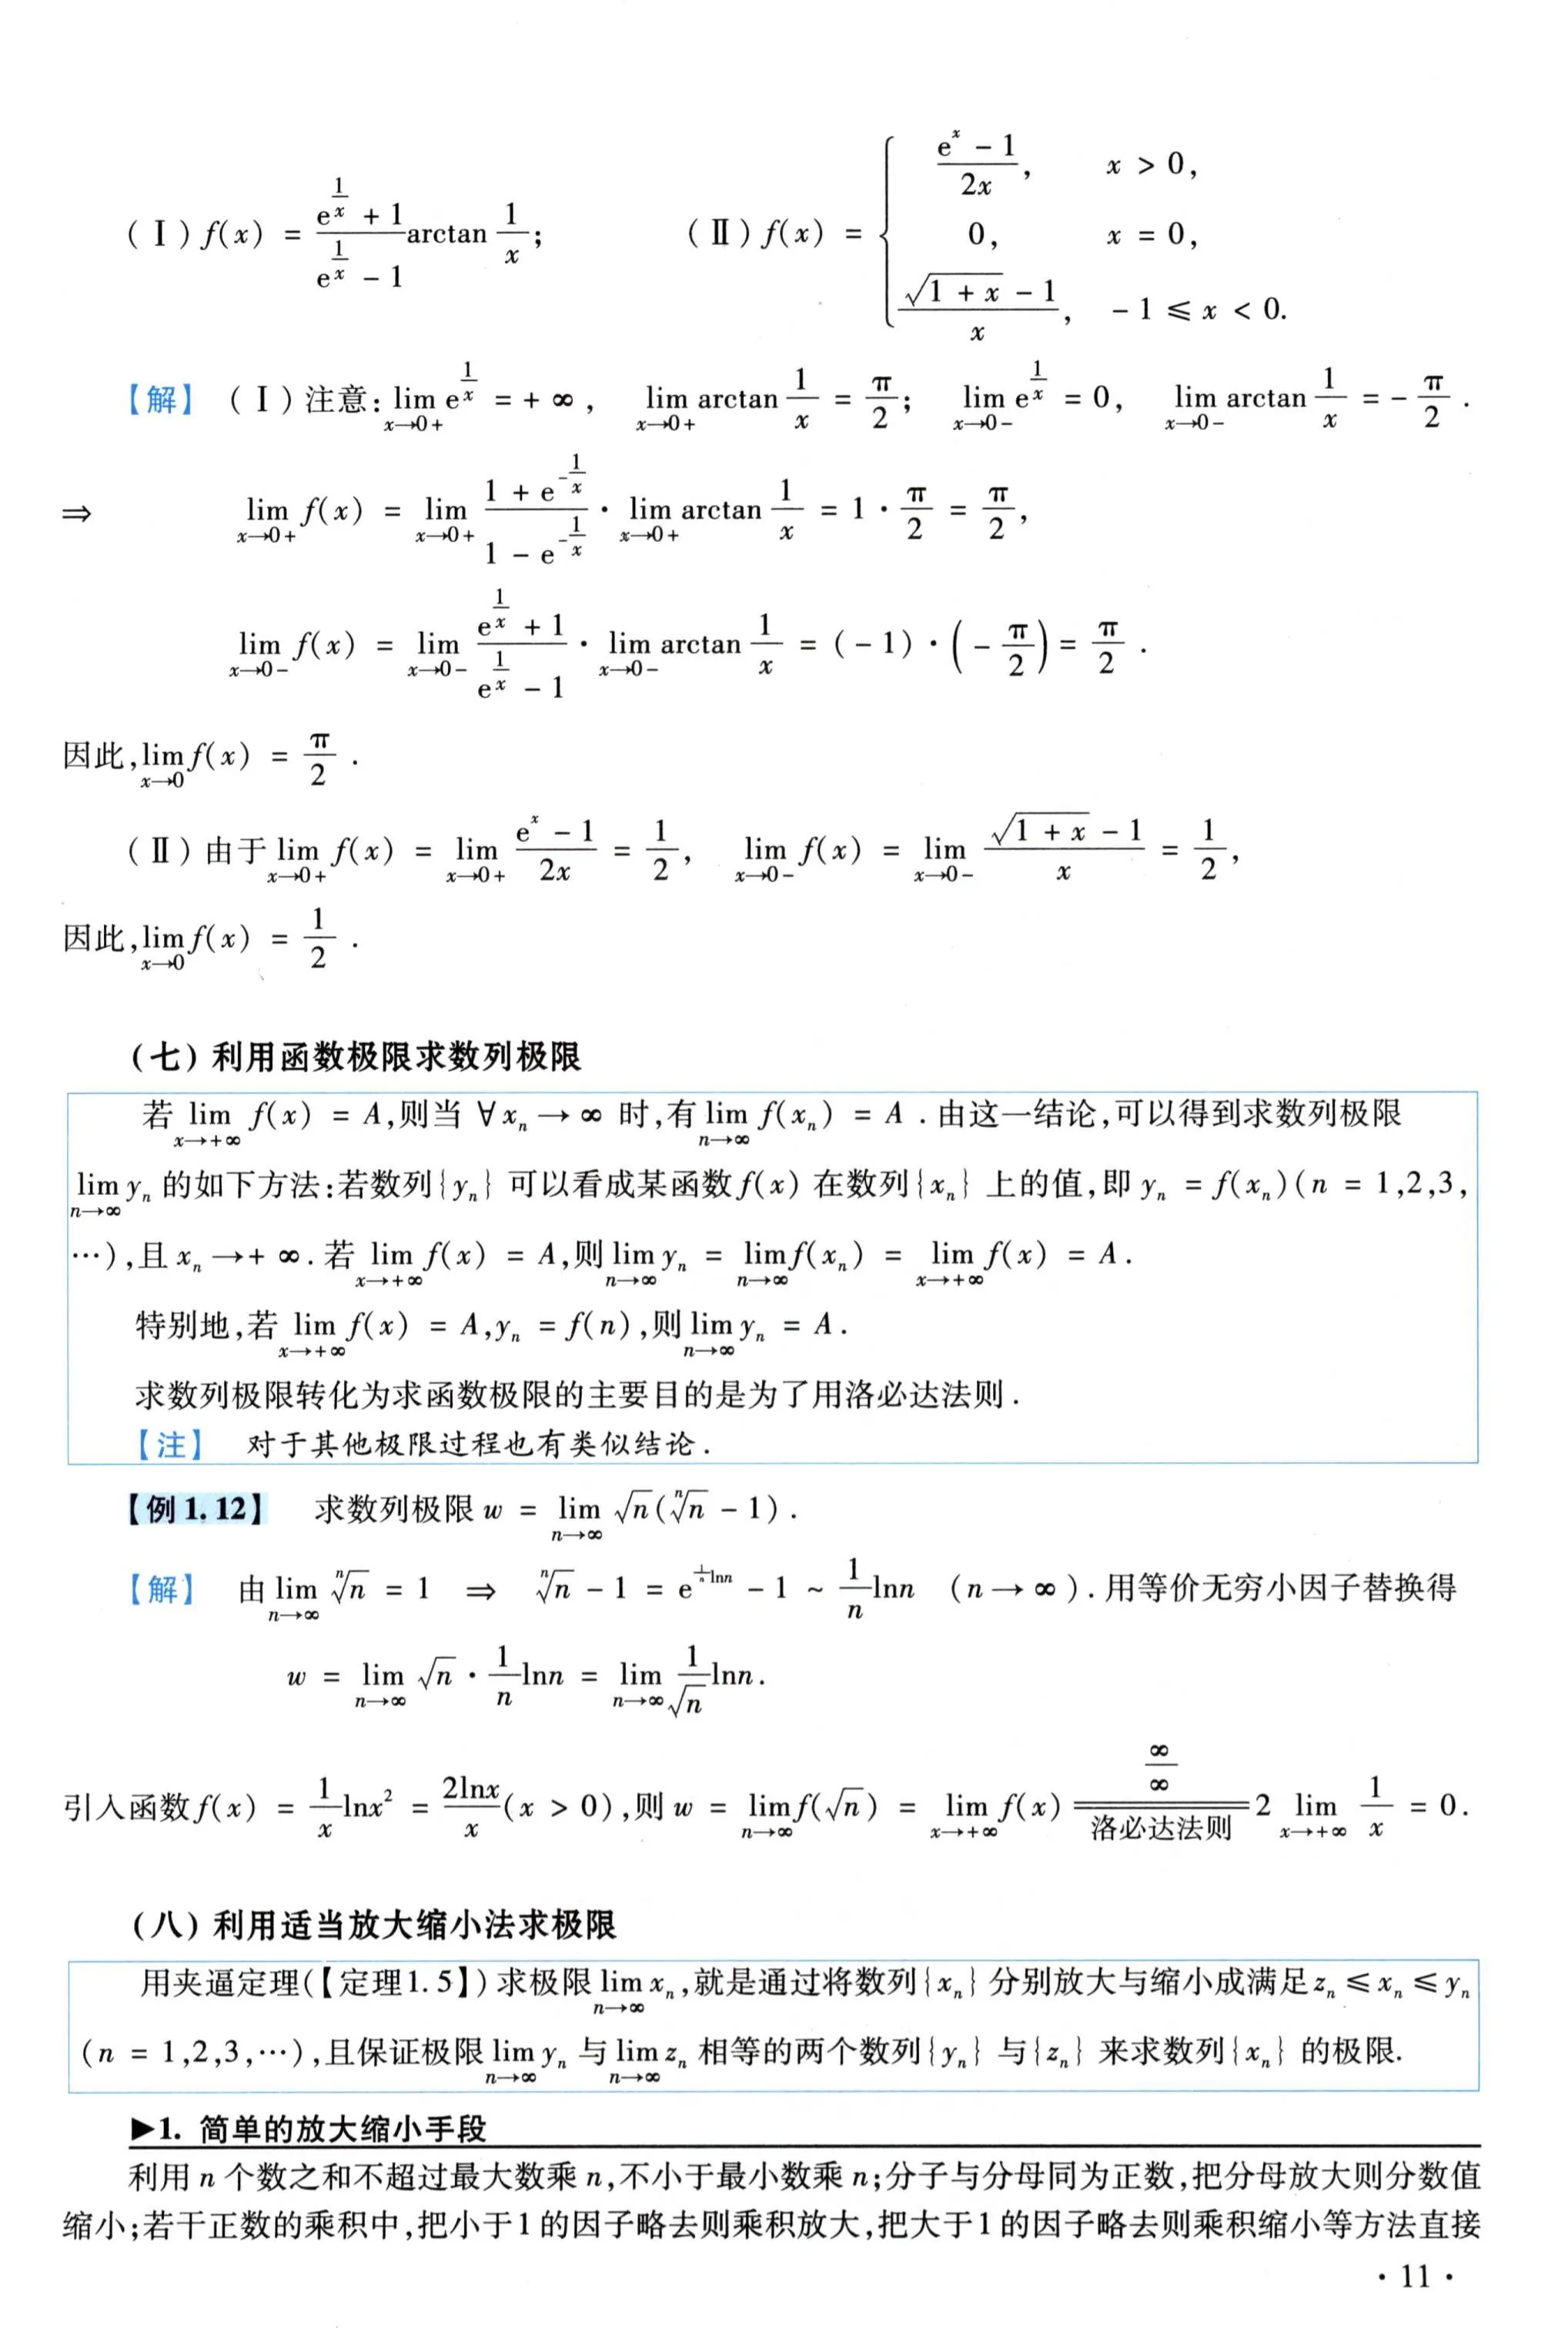 (Ⅰ) $f(x) = \frac{e^{\frac{1}{x}}+1}{e^{\frac{1}{x}}-1}\arctan\frac{1}{x}$; (Ⅱ) $f(x) = \begin{cases} \frac{e^x-1}{2x}, & x>0, \\ 0, & x=0, \\ \frac{\sqrt{1+x}-1}{x}, & -1\leqslant x<0. \end{cases}$
【解】 (Ⅰ) 注意: $\lim\limits_{x\to 0+} e^{\frac{1}{x}} = +\infty$, $\lim\limits_{x\to 0+}\arctan\frac{1}{x} = \frac{\pi}{2}$; $\lim\limits_{x\to 0-} e^{\frac{1}{x}} = 0$, $\lim\limits_{x\to 0-}\arctan\frac{1}{x} = -\frac{\pi}{2}$.
⇒ $\lim\limits_{x\to 0+} f(x) = \lim\limits_{x\to 0+}\frac{1+e^{-\frac{1}{x}}}{1-e^{-\frac{1}{x}}}\cdot\lim\limits_{x\to 0+}\arctan\frac{1}{x} = 1\cdot\frac{\pi}{2} = \frac{\pi}{2}$,
$\lim\limits_{x\to 0-} f(x) = \lim\limits_{x\to 0-}\frac{e^{\frac{1}{x}}+1}{e^{\frac{1}{x}}-1}\cdot\lim\limits_{x\to 0-}\arctan\frac{1}{x} = (-1)\cdot\left(-\frac{\pi}{2}\right) = \frac{\pi}{2}$.
因此, $\lim\limits_{x\to 0} f(x) = \frac{\pi}{2}$.
(Ⅱ) 由于 $\lim\limits_{x\to 0+} f(x) = \lim\limits_{x\to 0+}\frac{e^x-1}{2x} = \frac{1}{2}$, $\lim\limits_{x\to 0-} f(x) = \lim\limits_{x\to 0-}\frac{\sqrt{1+x}-1}{x} = \frac{1}{2}$,
因此, $\lim\limits_{x\to 0} f(x) = \frac{1}{2}$.
(七) 利用函数极限求数列极限
若 $\lim\limits_{x\to+\infty} f(x) = A$,则当 $\forall x_n\to\infty$ 时,有 $\lim\limits_{n\to\infty} f(x_n) = A$.由这一结论,可以得到求数列极限
$\lim\limits_{n\to\infty} y_n$ 的如下方法:若数列{$y_n$}可以看成某函数$f(x)$在数列{$x_n$}上的值,即 $y_n = f(x_n)(n = 1,2,3,$
…),且 $x_n\to+\infty$.若 $\lim\limits_{x\to+\infty} f(x) = A$,则 $\lim\limits_{n\to\infty} y_n = \lim\limits_{n\to\infty} f(x_n) = \lim\limits_{x\to+\infty} f(x) = A$.
特别地,若 $\lim\limits_{x\to+\infty} f(x) = A, y_n = f(n)$,则 $\lim\limits_{n\to\infty} y_n = A$.
求数列极限转化为求函数极限的主要目的是为了用洛必达法则.
【注】 对于其他极限过程也有类似结论.
【例1.12】 求数列极限 $w = \lim\limits_{n\to\infty}\sqrt{n}(\sqrt[n]{n}-1)$.
【解】 由 $\lim\limits_{n\to\infty}\sqrt[n]{n} = 1$ ⇒ $\sqrt[n]{n}-1 = e^{\frac{1}{n}\ln n}-1 \sim \frac{1}{n}\ln n$ $(n\to\infty)$.用等价无穷小因子替换得
$w = \lim\limits_{n\to\infty}\sqrt{n}\cdot\frac{1}{n}\ln n = \lim\limits_{n\to\infty}\frac{1}{\sqrt{n}}\ln n$.
引入函数 $f(x) = \frac{1}{x}\ln x^2 = \frac{2\ln x}{x}(x>0)$,则 $w = \lim\limits_{n\to\infty} f(\sqrt{n}) = \lim\limits_{x\to+\infty} f(x) \xlongequal[\text{洛必达法则}]{\frac{\infty}{\infty}} 2\lim\limits_{x\to+\infty}\frac{1}{x} = 0$.
(八) 利用适当放大缩小法求极限
用夹逼定理(【定理1.5】)求极限 $\lim\limits_{n\to\infty} x_n$,就是通过将数列{$x_n$}分别放大与缩小成满足 $z_n\leqslant x_n\leqslant y_n$
($n = 1,2,3,…$),且保证极限 $\lim\limits_{n\to\infty} y_n$ 与 $\lim\limits_{n\to\infty} z_n$ 相等的两个数列{$y_n$}与{$z_n$}来求数列{$x_n$}的极限.
▶1. 简单的放大缩小手段
利用 n 个数之和不超过最大数乘 n,不小于最小数乘 n;分子与分母同为正数,把分母放大则分数值
缩小;若干正数的乘积中,把小于1的因子略去则乘积放大,把大于1的因子略去则乘积缩小等方法直接
· 11 ·